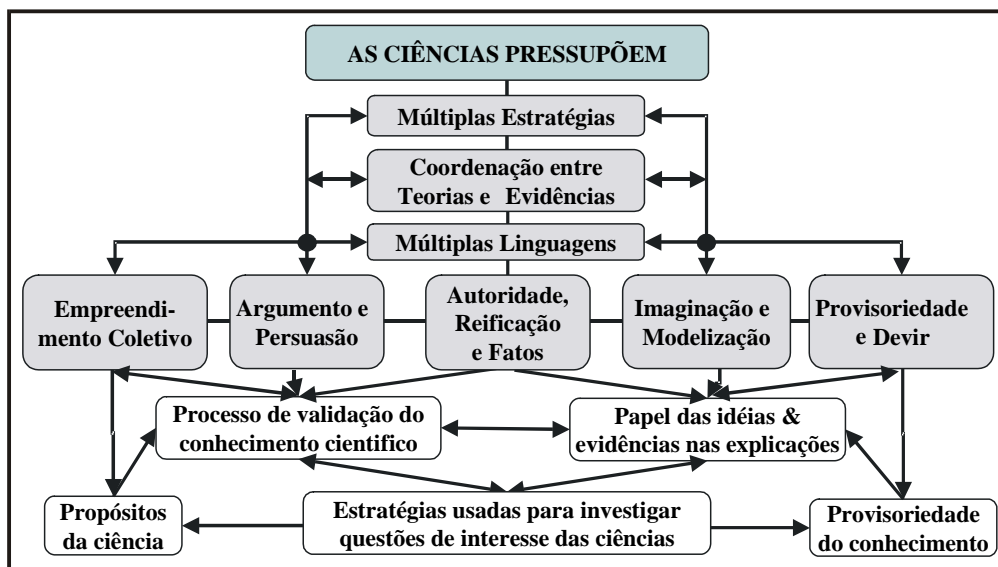 AS CIÊNCIAS PRESSUPÕEM
Múltiplas Estratégias
Coordenação entre
Teorias e Evidências
Múltiplas Linguagens
Empreendi-
mento Coletivo
Argumento e
Persuasão
Autoridade,
Reificação
e Fatos
Imaginação e
Modelização
Provisoriedade
e Devir
Processo de validação do
conhecimento cientifico
Papel das idéias &
evidências nas explicações
Propósitos
da ciência
Estratégias usadas para investigar
questões de interesse das ciências
Provisoriedade
do conhecimento